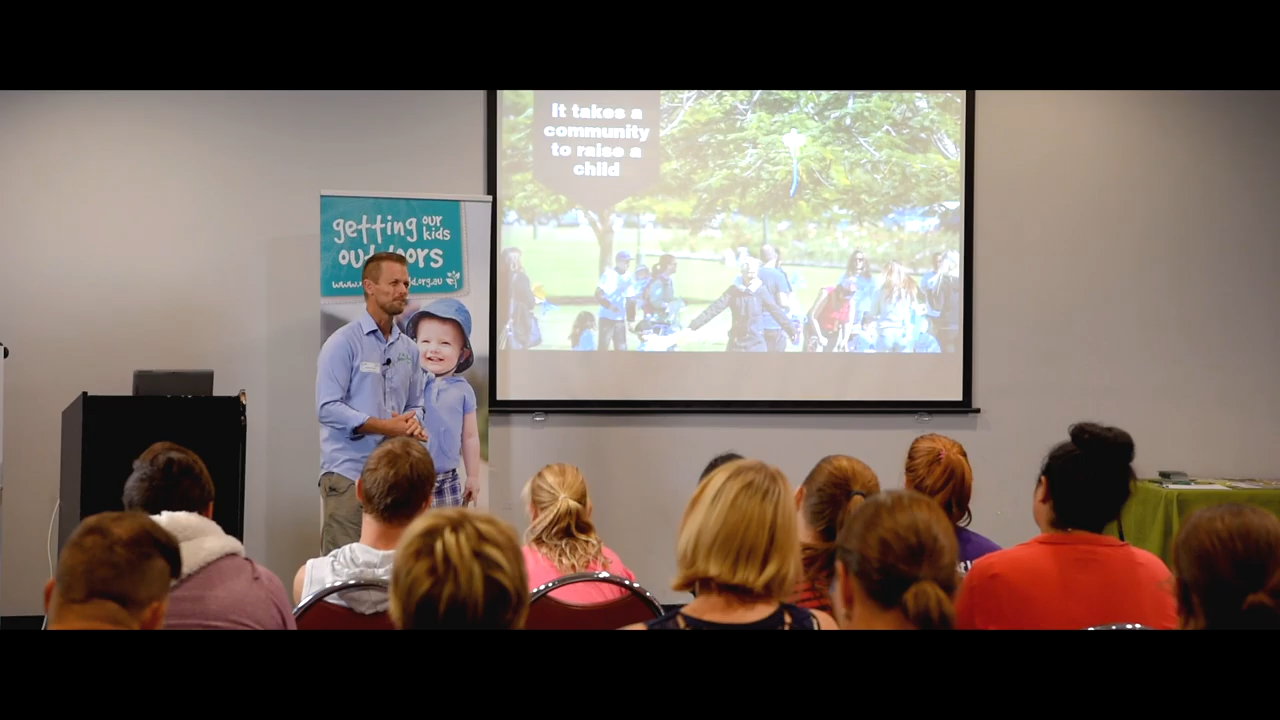 It takes a
community
to raise a
child
getting our
kids
outdoors